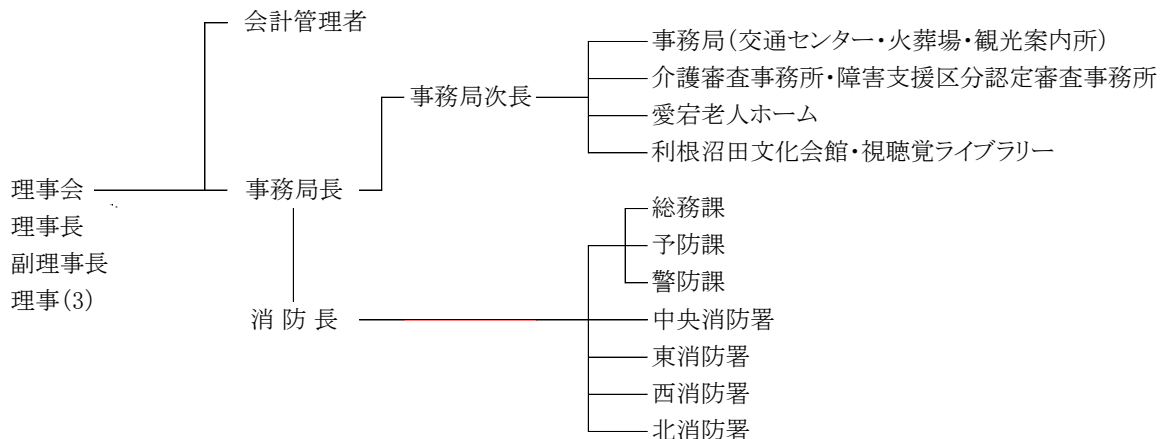 会計管理者
事務局(交通センター・火葬場・観光案内所)
介護審査事務所・障害支援区分認定審査事務所
事務局次長
愛宕老人ホーム
利根沼田文化会館・視聴覚ライブラリー
理事会
事務局長
理事長
副理事長
理事(3)
総務課
予防課
警防課
消防長
中央消防署
東消防署
西消防署
北消防署